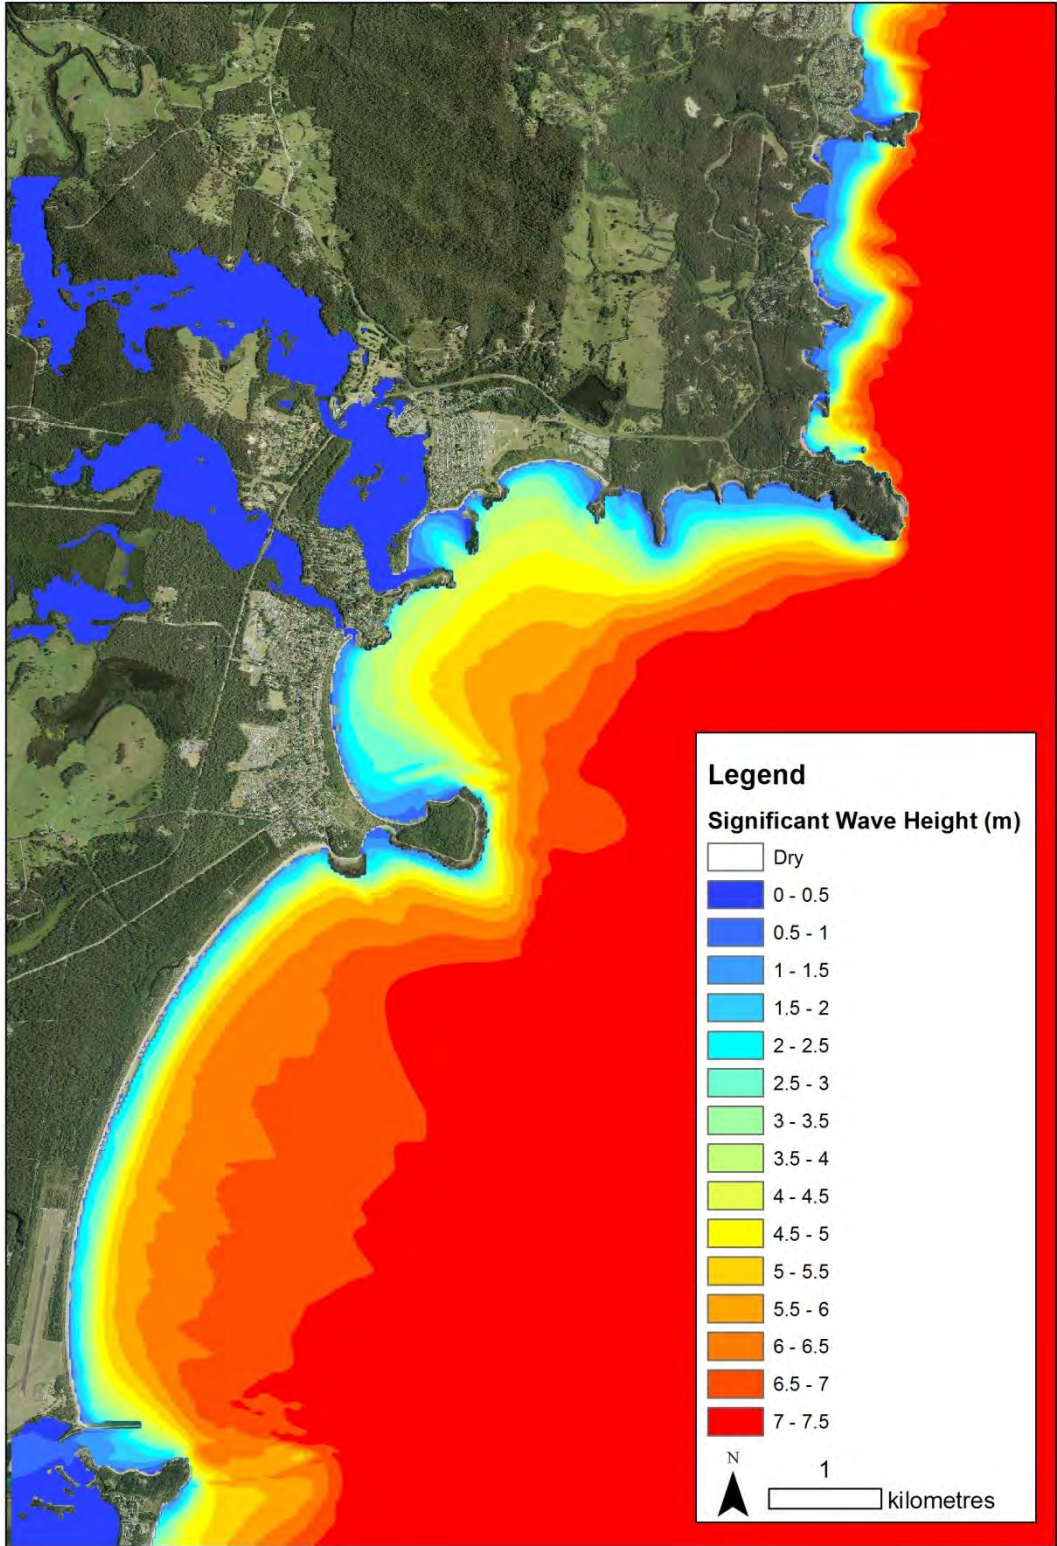 Legend
Significant Wave Height (m)
Dry
0 - 0.5
0.5 - 1
1 - 1.5
1.5 - 2
2 - 2.5
2.5 - 3
3 - 3.5
3.5 - 4
4 - 4.5
4.5 - 5
5 - 5.5
5.5 - 6
6 - 6.5
6.5 - 7
7 - 7.5
N
1
kilometres